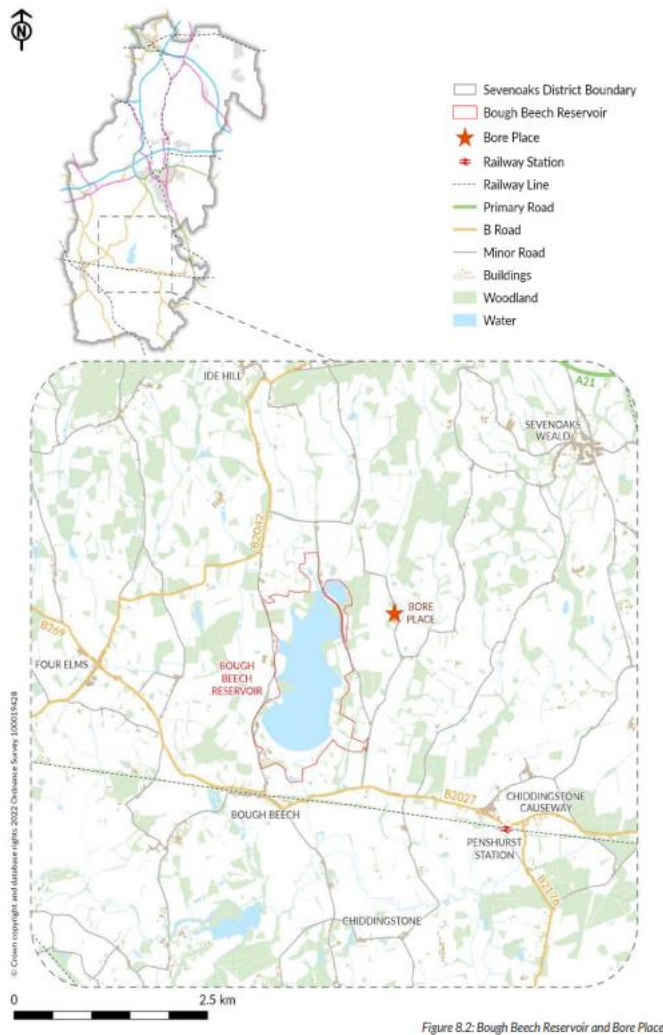 N
Sevenoaks District Boundary
Bough Beech Reservoir
Bore Place
Railway Station
Railway Line
Primary Road
B Road
Minor Road
Buildings
Woodland
Water
IDE HILL
A21
SEVENOAKS
WEALD
B2042
BORE
PLACE
B269
FOUR ELMS
BOUGH
BEECH
RESERVOIR
B2027
CHIDDINGSTONE
CAUSEWAY
BOUGH BEECH
PENSHURST
STATION
B2176
CHIDDINGSTONE
© Crown copyright and database rights 2022 Ordnance Survey 100019428
0 2.5 km
Figure 8.2: Bough Beech Reservoir and Bore Place